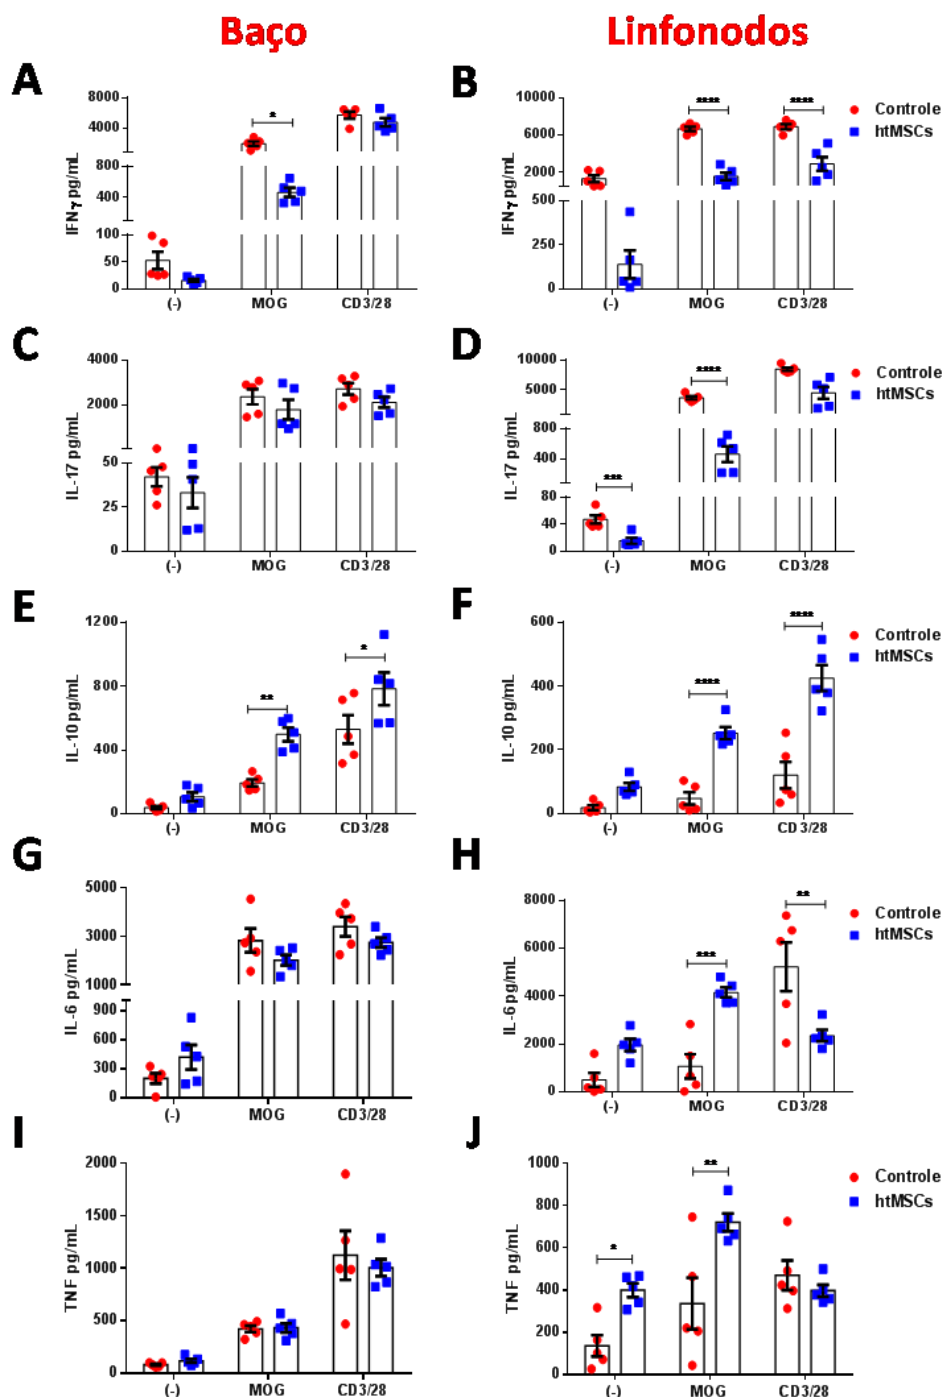 Baço Linfonodos
A B
8000
4000
800
400
100
50
0
IFNγ pg/mL
* 
(-) MOG CD3/28
10000
6000
2000
500
250
0
IFNγ pg/mL
**** ****
(-) MOG CD3/28
Controle
htMSCs
C D
4000
2000
50
25
0
IL-17 pg/mL
(-) MOG CD3/28
10000
5000
800
400
80
40
0
IL-17 pg/mL
*** **** 
(-) MOG CD3/28
Controle
htMSCs
E F
1200
800
400
0
IL-10 pg/mL
** *
(-) MOG CD3/28
600
400
200
0
IL-10 pg/mL
**** ****
(-) MOG CD3/28
Controle
htMSCs
G H
5000
3000
1000
900
600
300
0
IL-6 pg/mL
(-) MOG CD3/28
8000
6000
4000
2000
0
IL-6 pg/mL
*** **
(-) MOG CD3/28
Controle
htMSCs
I J
2000
1500
1000
500
0
TNF pg/mL
(-) MOG CD3/28
1000
800
600
400
200
0
TNF pg/mL
* **
(-) MOG CD3/28
Controle
htMSCs